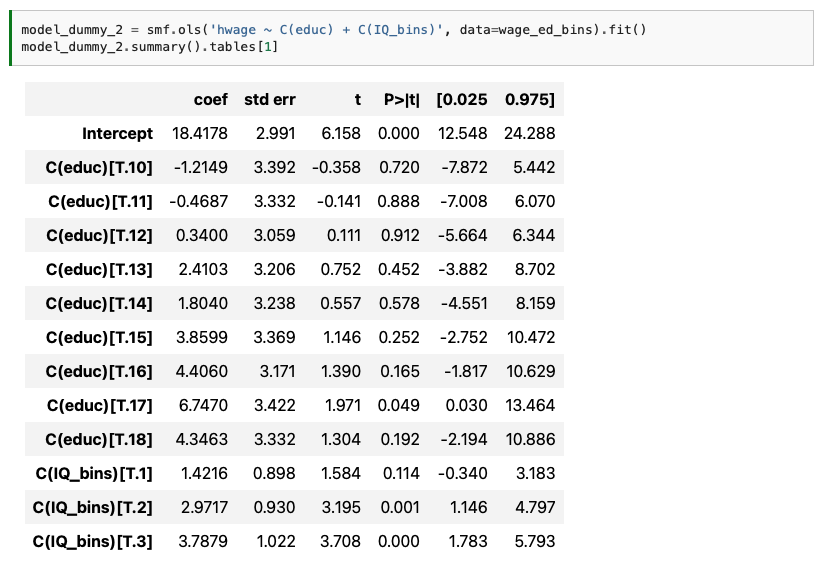 model_dummy_2 = smf.ols('hwage ~ C(educ) + C(IQ_bins)', data=wage_ed_bins).fit()
model_dummy_2.summary().tables[1]
coef std err t P>|t| [0.025 0.975]
Intercept 18.4178 2.991 6.158 0.000 12.548 24.288
C(educ)[T.10] -1.2149 3.392 -0.358 0.720 -7.872 5.442
C(educ)[T.11] -0.4687 3.332 -0.141 0.888 -7.008 6.070
C(educ)[T.12] 0.3400 3.059 0.111 0.912 -5.664 6.344
C(educ)[T.13] 2.4103 3.206 0.752 0.452 -3.882 8.702
C(educ)[T.14] 1.8040 3.238 0.557 0.578 -4.551 8.159
C(educ)[T.15] 3.8599 3.369 1.146 0.252 -2.752 10.472
C(educ)[T.16] 4.4060 3.171 1.390 0.165 -1.817 10.629
C(educ)[T.17] 6.7470 3.422 1.971 0.049 0.030 13.464
C(educ)[T.18] 4.3463 3.332 1.304 0.192 -2.194 10.886
C(IQ_bins)[T.1] 1.4216 0.898 1.584 0.114 -0.340 3.183
C(IQ_bins)[T.2] 2.9717 0.930 3.195 0.001 1.146 4.797
C(IQ_bins)[T.3] 3.7879 1.022 3.708 0.000 1.783 5.793